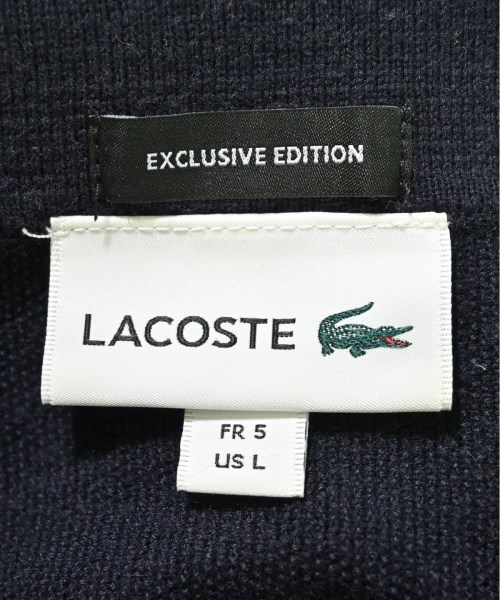 EXCLUSIVE EDITION
LACOSTE
FR 5
US L